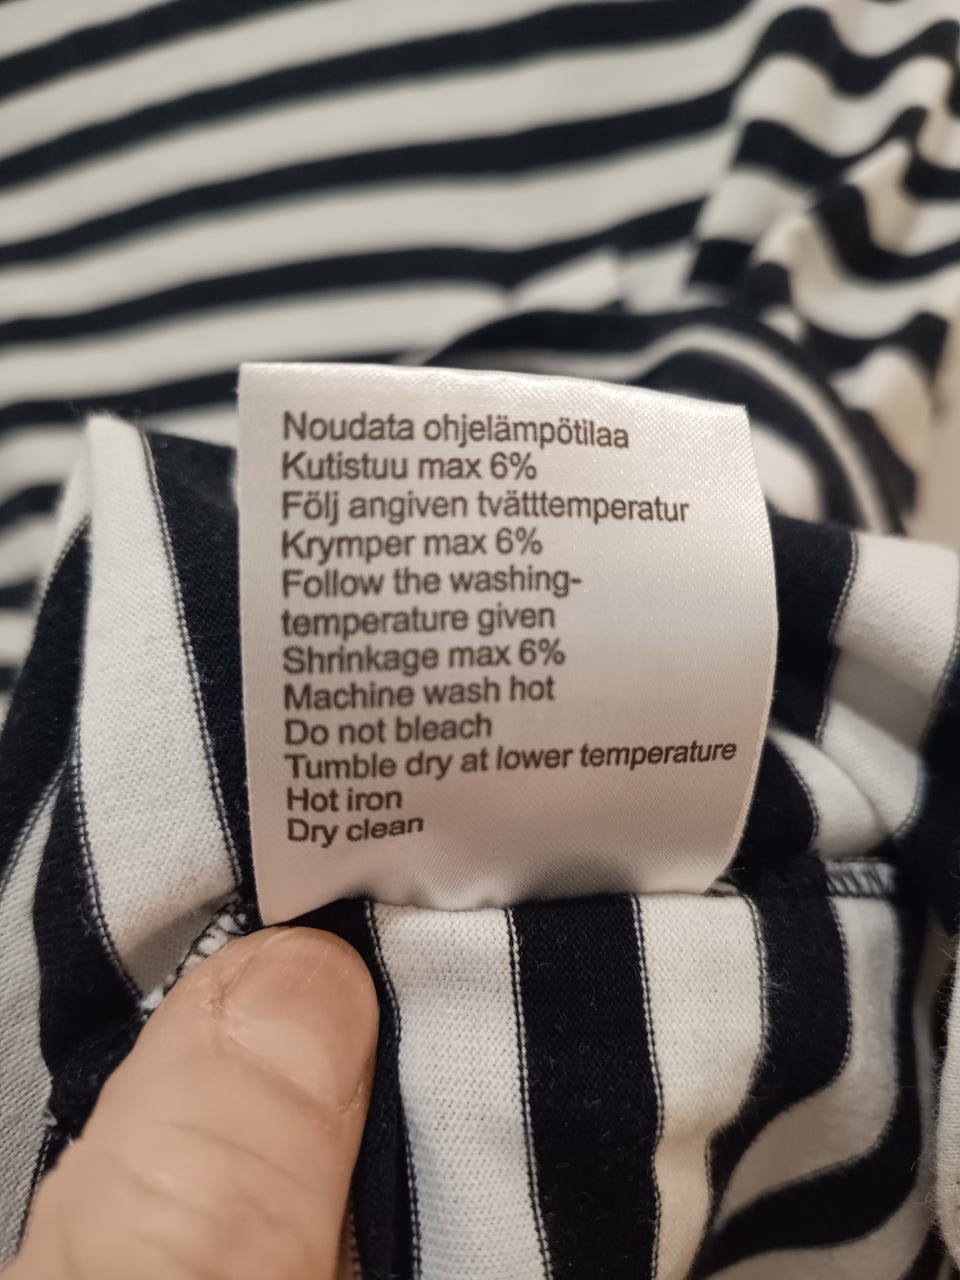 Noudata ohjelämpötilaa
Kutistuu max 6%
Följ angiven tvätttemperatur
Krymper max 6%
Follow the washing-
temperature given
Shrinkage max 6%
Machine wash hot
Do not bleach
Tumble dry at lower temperature
Hot iron
Dry clean